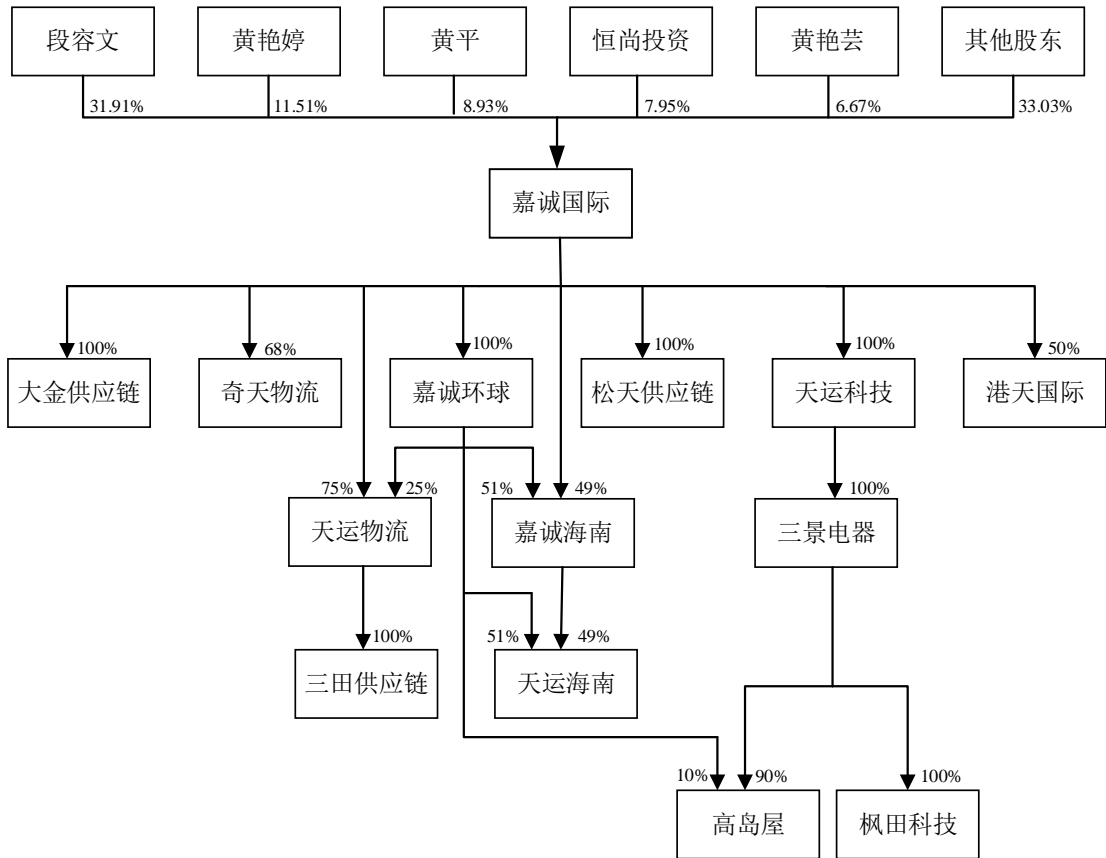 段容文 黄艳婷 黄平 恒尚投资 黄艳芸 其他股东
31.91% 11.51% 8.93% 7.95% 6.67% 33.03%
嘉诚国际
100% 68% 100% 100% 100% 50%
大金供应链 奇天物流 嘉诚环球 松天供应链 天运科技 港天国际
75% 25% 51% 49% 100%
天运物流 嘉诚海南 三景电器
100% 51% 49%
三田供应链 天运海南
10% 90% 100%
高岛屋 枫田科技